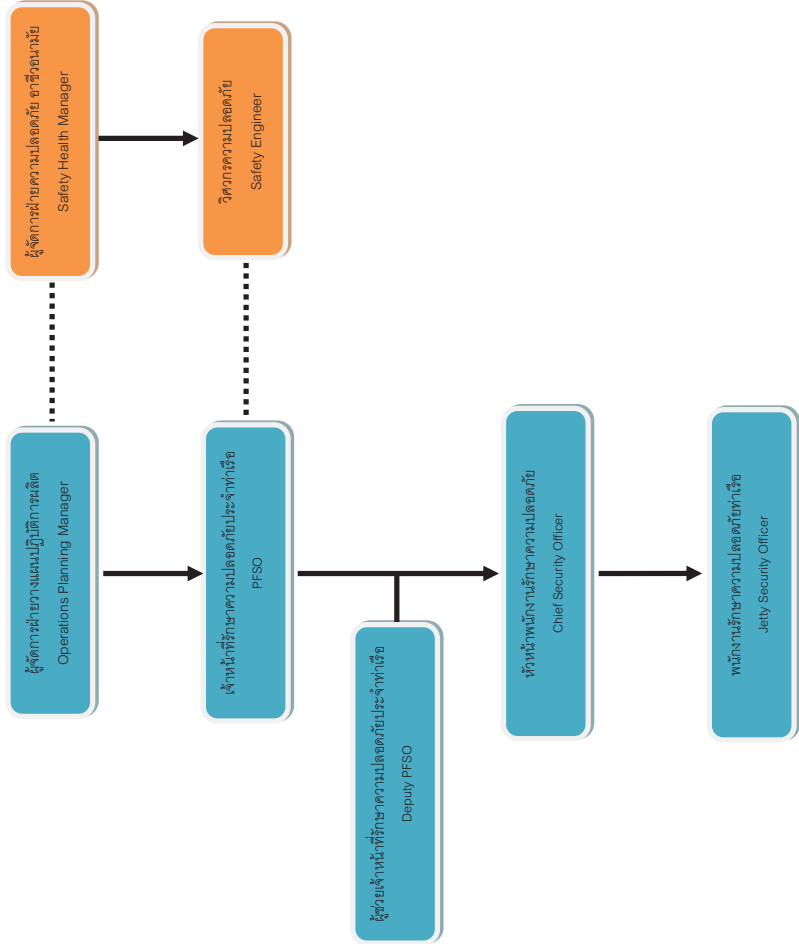 ผู้จัดการฝ่ายความปลอดภัย อาชีวอนามัย
Safety Health Manager
วิศวกรความปลอดภัย
Safety Engineer
ผู้จัดการฝ่ายวางแผนปฏิบัติการผลิต
Operations Planning Manager
เจ้าหน้าที่รักษาความปลอดภัยประจำท่าเรือ
PFSO
ผู้ช่วยเจ้าหน้าที่รักษาความปลอดภัยประจำท่าเรือ
Deputy PFSO
หัวหน้าพนักงานรักษาความปลอดภัย
Chief Security Officer
พนักงานรักษาความปลอดภัยท่าเรือ
Jetty Security Officer